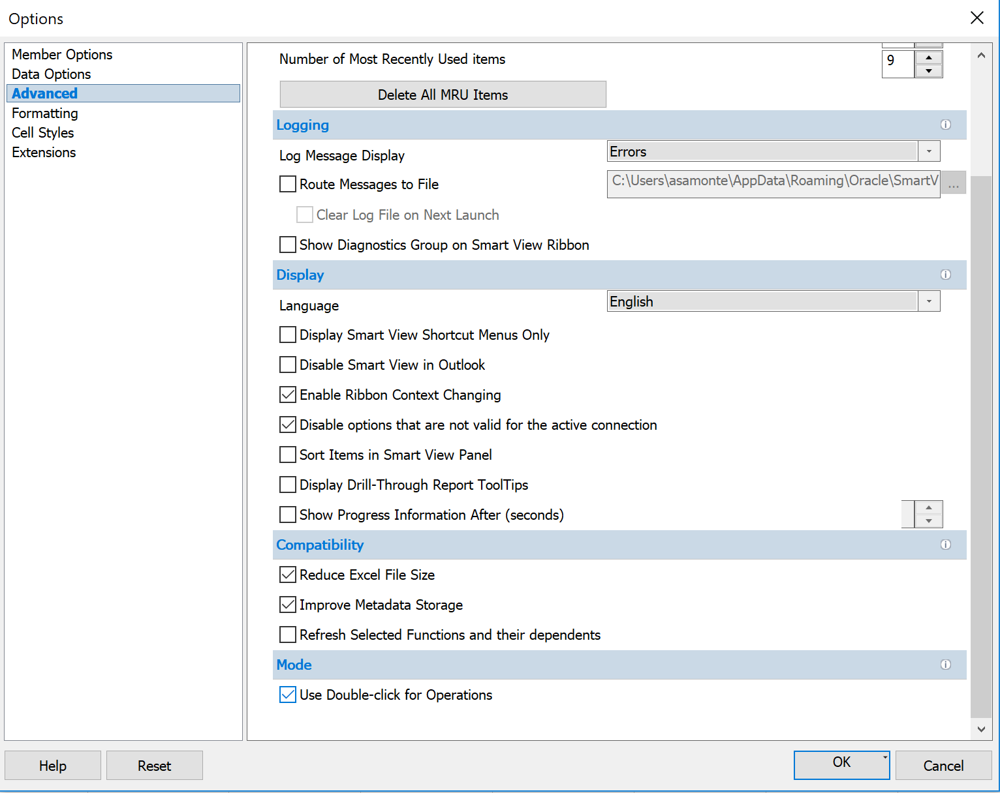 Options
Member Options
Data Options
Advanced
Formatting
Cell Styles
Extensions
Number of Most Recently Used items 9
Delete All MRU Items
Logging
Log Message Display Errors
Route Messages to File C:\Users\asamonte\AppData\Roaming\Oracle\SmartV ...
Clear Log File on Next Launch
Show Diagnostics Group on Smart View Ribbon
Display
Language English
Display Smart View Shortcut Menus Only
Disable Smart View in Outlook
Enable Ribbon Context Changing
Disable options that are not valid for the active connection
Sort Items in Smart View Panel
Display Drill-Through Report ToolTips
Show Progress Information After (seconds)
Compatibility
Reduce Excel File Size
Improve Metadata Storage
Refresh Selected Functions and their dependents
Mode
Use Double-click for Operations
Help Reset OK Cancel